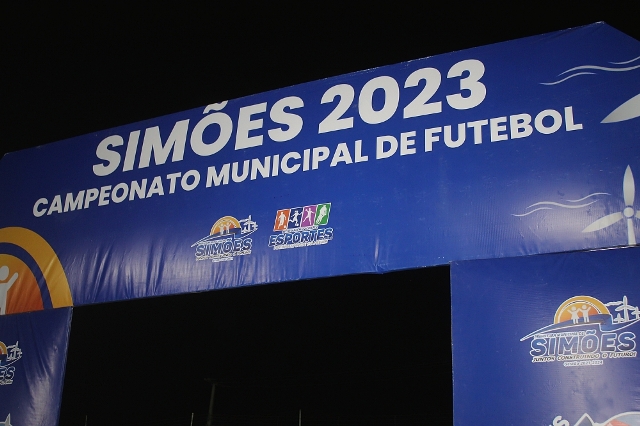 SIMÕES 2023
CAMPEONATO MUNICIPAL DE FUTEBOL
SIMÕES
ESPORTES
SIMÕES
JUNTOS CONSTRUINDO O FUTURO